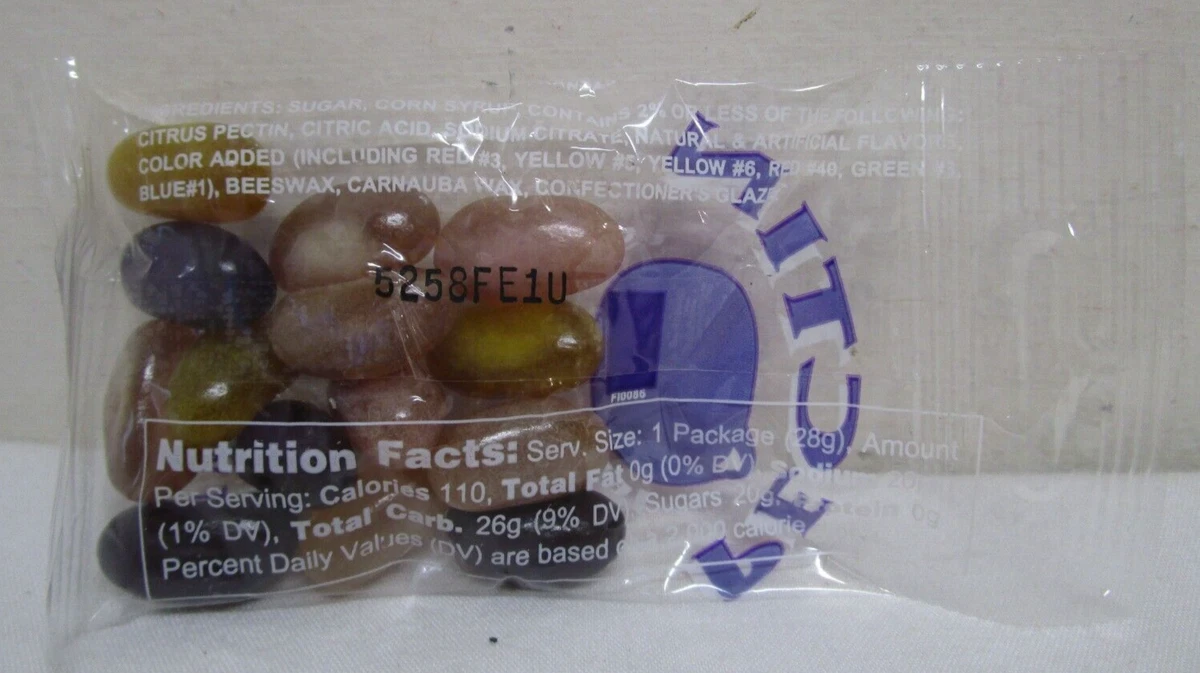 INGREDIENTS: SUGAR, CORN SYRUP, CONTAINS 2% OR LESS OF THE FOLLOWING:
CITRUS PECTIN, CITRIC ACID, SODIUM CITRATE, NATURAL & ARTIFICIAL FLAVORS,
COLOR ADDED (INCLUDING RED #3, YELLOW #5, YELLOW #6, RED #40, GREEN #3,
BLUE#1), BEESWAX, CARNAUBA WAX, CONFECTIONER'S GLAZE
5258FE1U
FI0086
Nutrition Facts: Serv. Size: 1 Package (28g), Amount
Per Serving: Calories 110, Total Fat 0g (0% DV), Sodium 20
(1% DV), Total Carb. 26g (9% DV), Sugars 20g, Protein 0g
Percent Daily Values (DV) are based 2,000 calorie